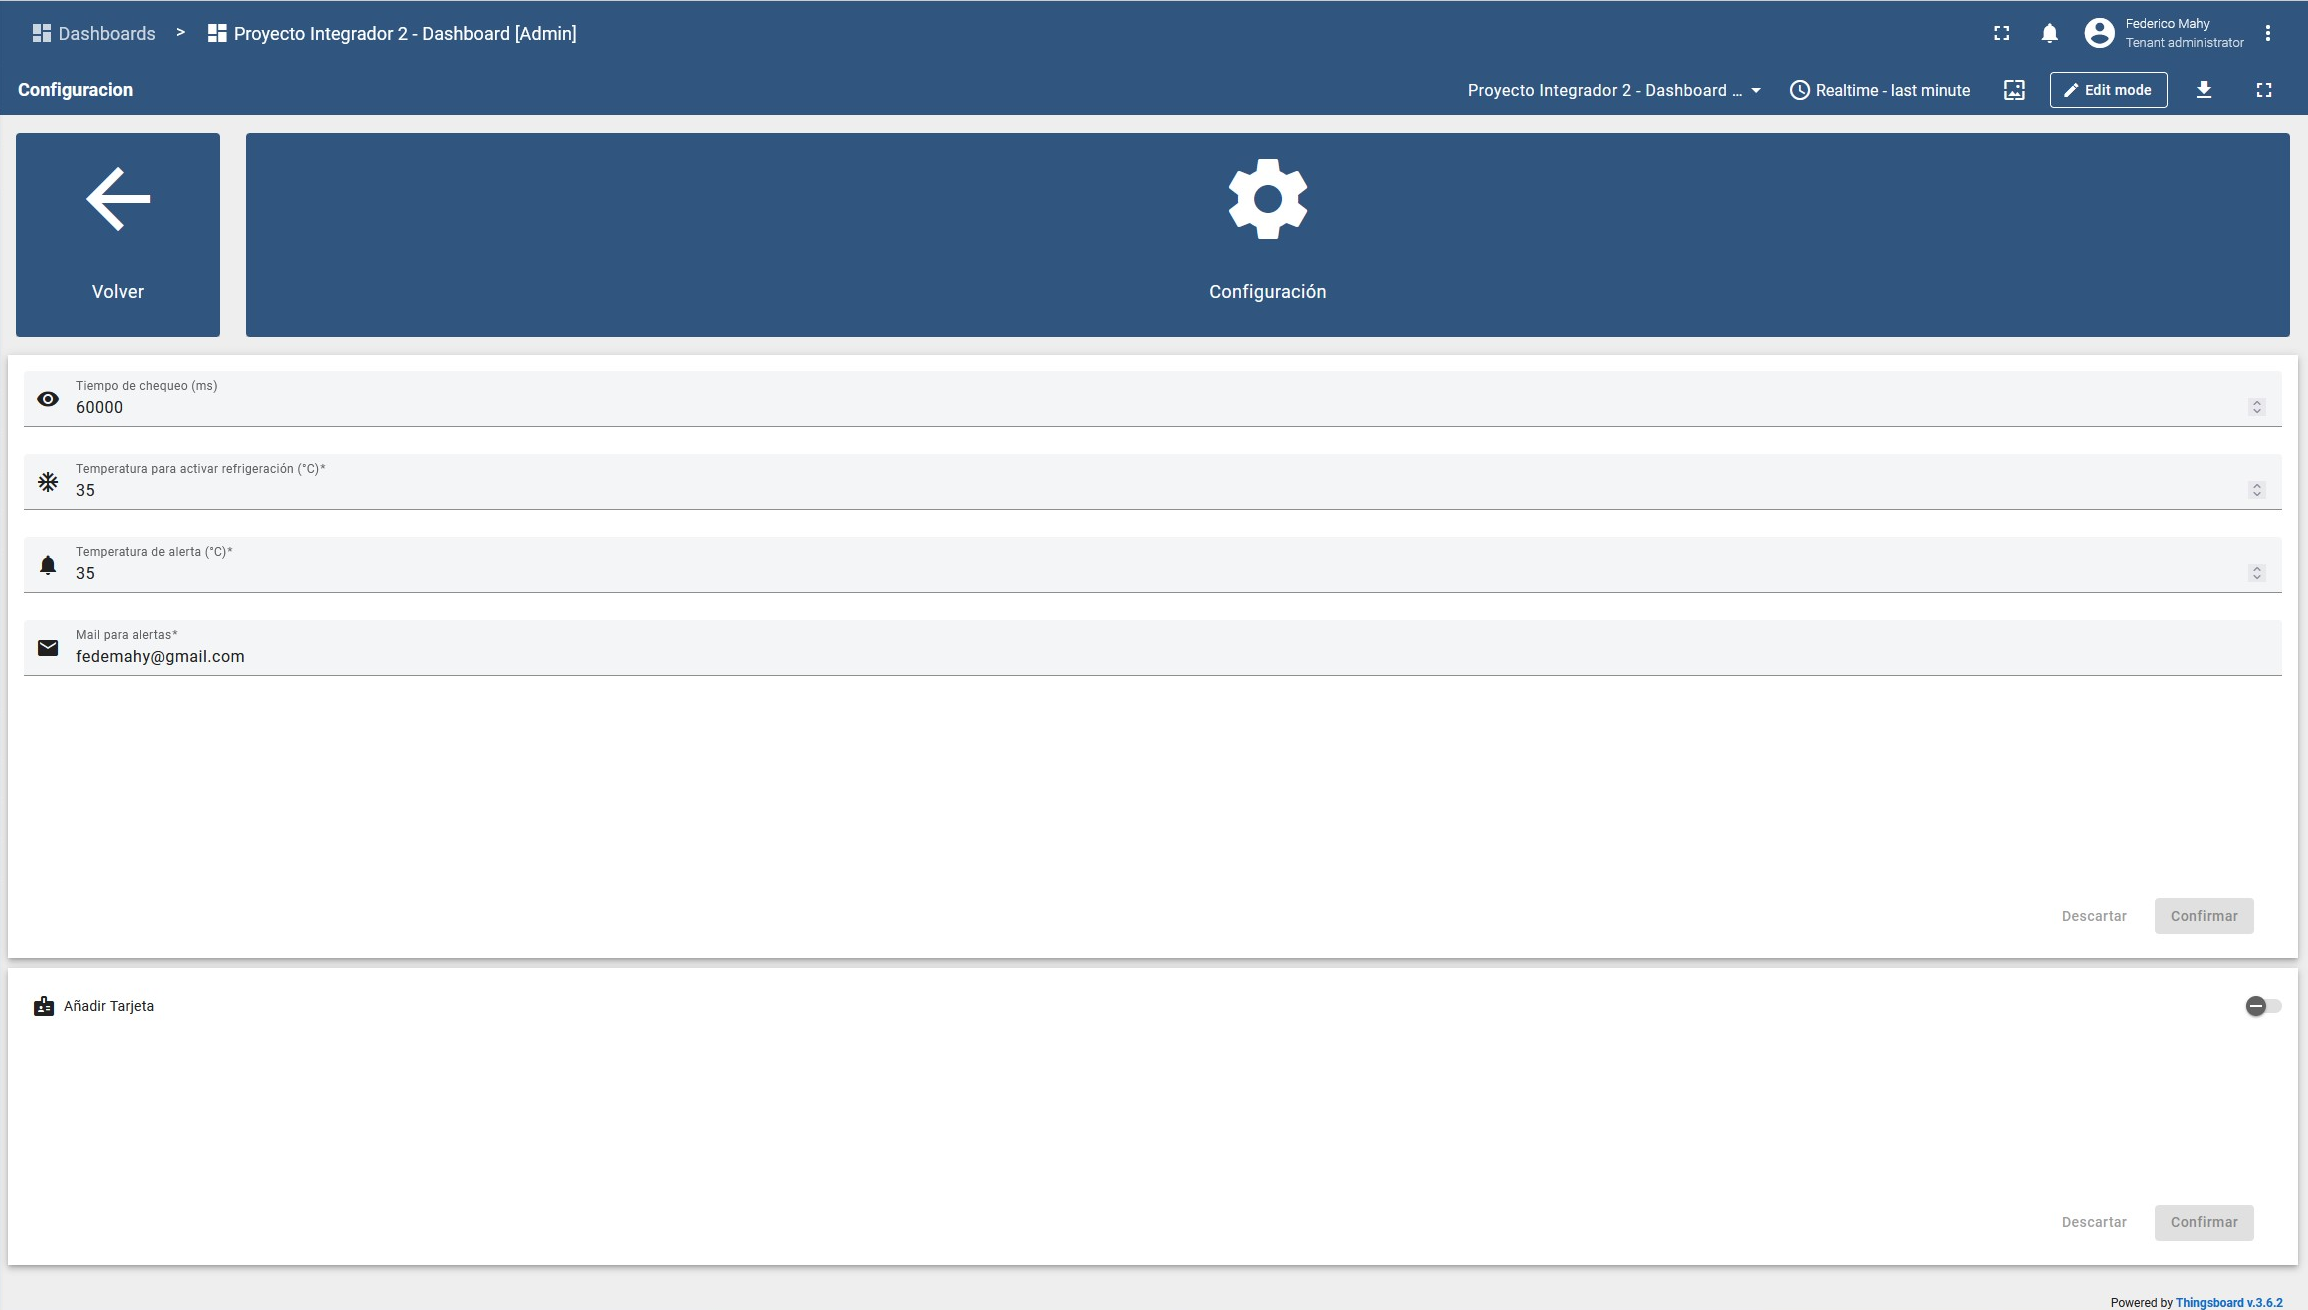 Dashboards > Proyecto Integrador 2 - Dashboard [Admin]
Federico Mahy
Tenant administrator
Configuracion
Proyecto Integrador 2 - Dashboard ...
Realtime - last minute
Edit mode
Volver
Configuración
Tiempo de chequeo (ms)
60000
Temperatura para activar refrigeración (°C)*
35
Temperatura de alerta (°C)*
35
Mail para alertas*
fedemahy@gmail.com
Descartar
Confirmar
Añadir Tarjeta
Descartar
Confirmar
Powered by Thingsboard v.3.6.2